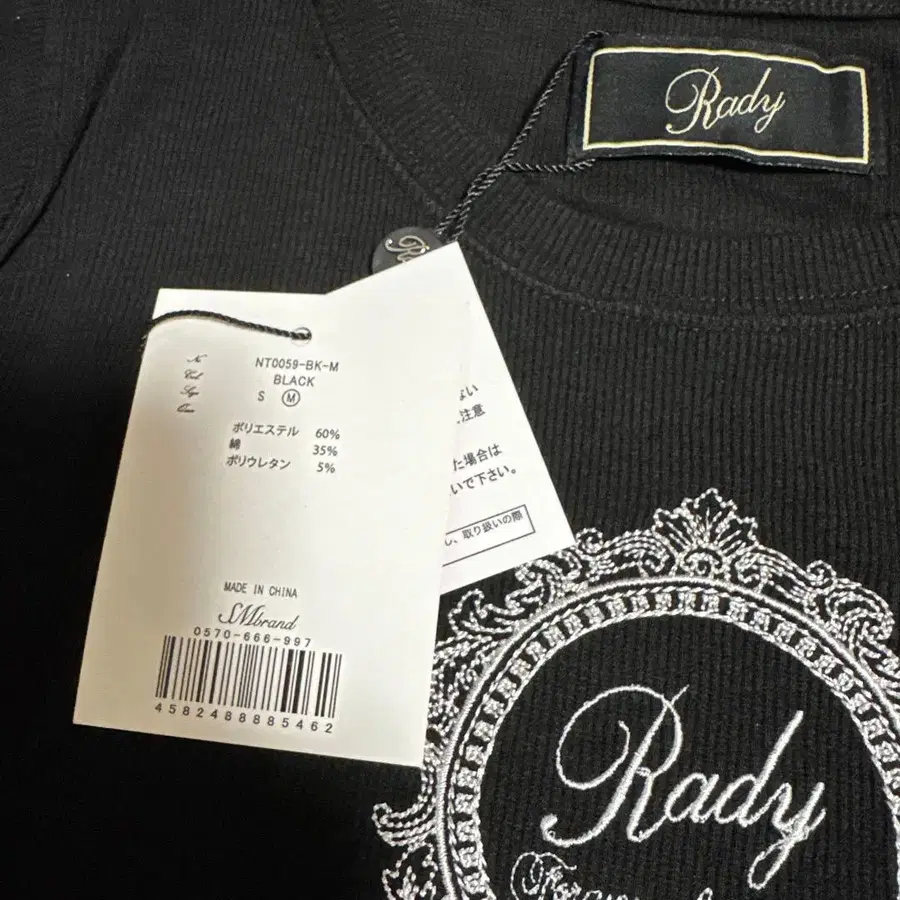 Rady
NT0059-BK-M
BLACK
S M
ポリエステル 60%
綿 35%
ポリウレタン 5%
MADE IN CHINA
SMbrand
0570-666-997
4582488885462
ない
注意
た場合は
いで下さい。
し、取り扱いの際
Rady